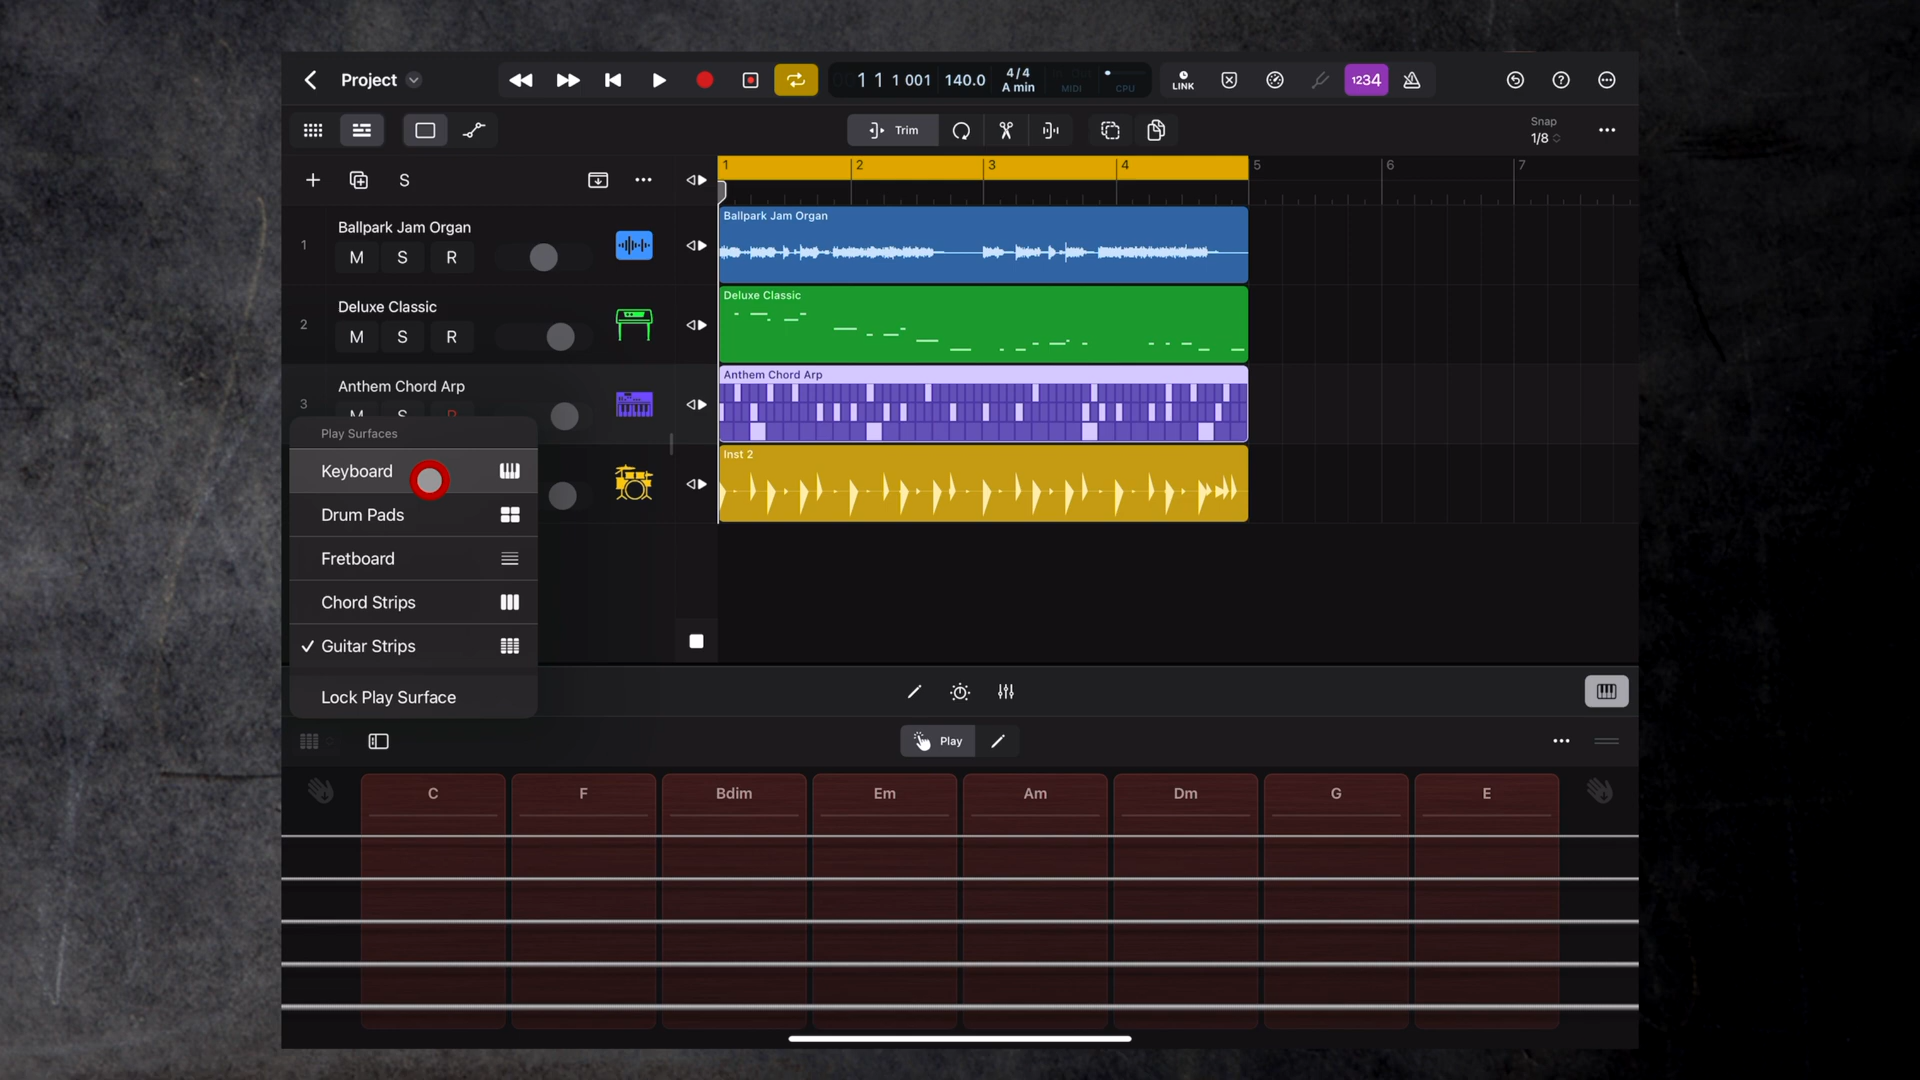 Project
1 1 1 001
140.0
4/4
A min
MIDI
CPU
LINK
1234
Trim
Snap
1/8
S
1 2 3 4 5 6 7
1
Ballpark Jam Organ
M S R
Ballpark Jam Organ
2
Deluxe Classic
M S R
Deluxe Classic
3
Anthem Chord Arp
M S R
Anthem Chord Arp
Inst 2
Play Surfaces
Keyboard
Drum Pads
Fretboard
Chord Strips
Guitar Strips
Lock Play Surface
Play
C F Bdim Em Am Dm G E